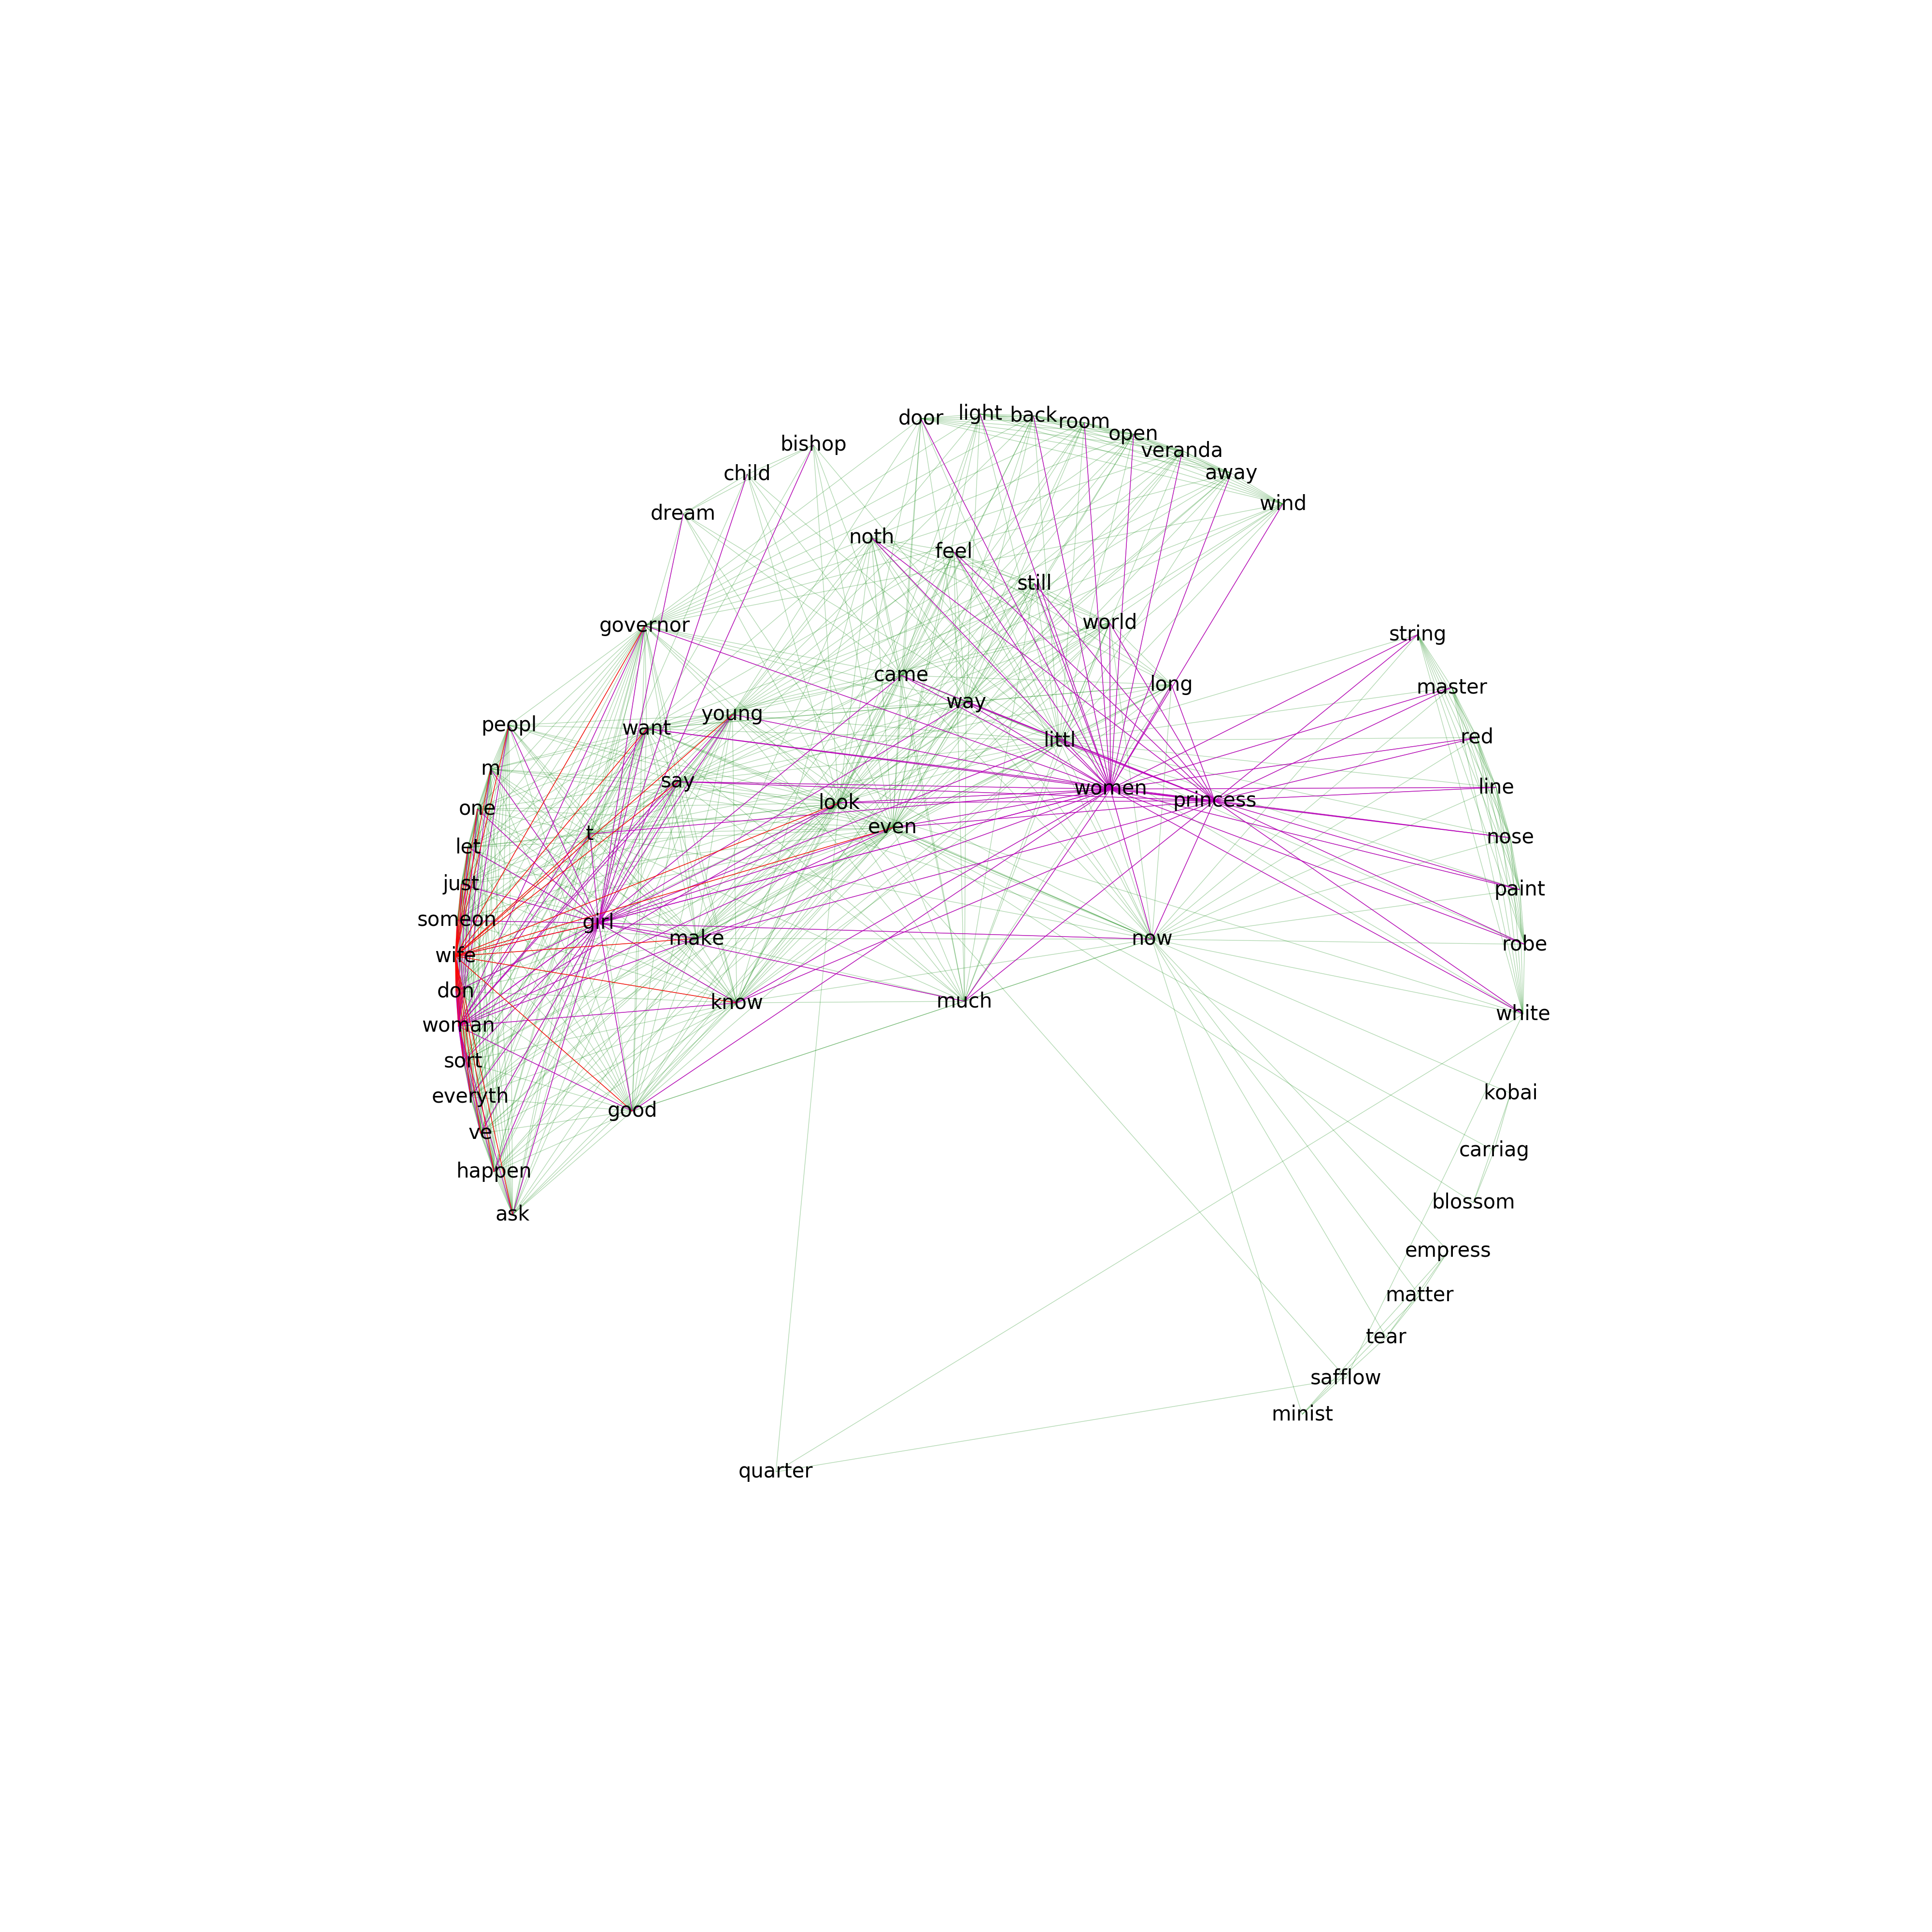 light
back
door
room
open
bishop
veranda
child
away
wind
dream
noth
feel
still
world
governor
string
came
long
master
way
young
peopl
want
littl
red
m
say
women
line
princess
look
one
even
t
nose
let
just
paint
someon
girl
make
now
robe
wife
don
much
know
white
woman
sort
kobai
everyth
good
ve
carriag
happen
blossom
ask
empress
matter
tear
safflow
minist
quarter